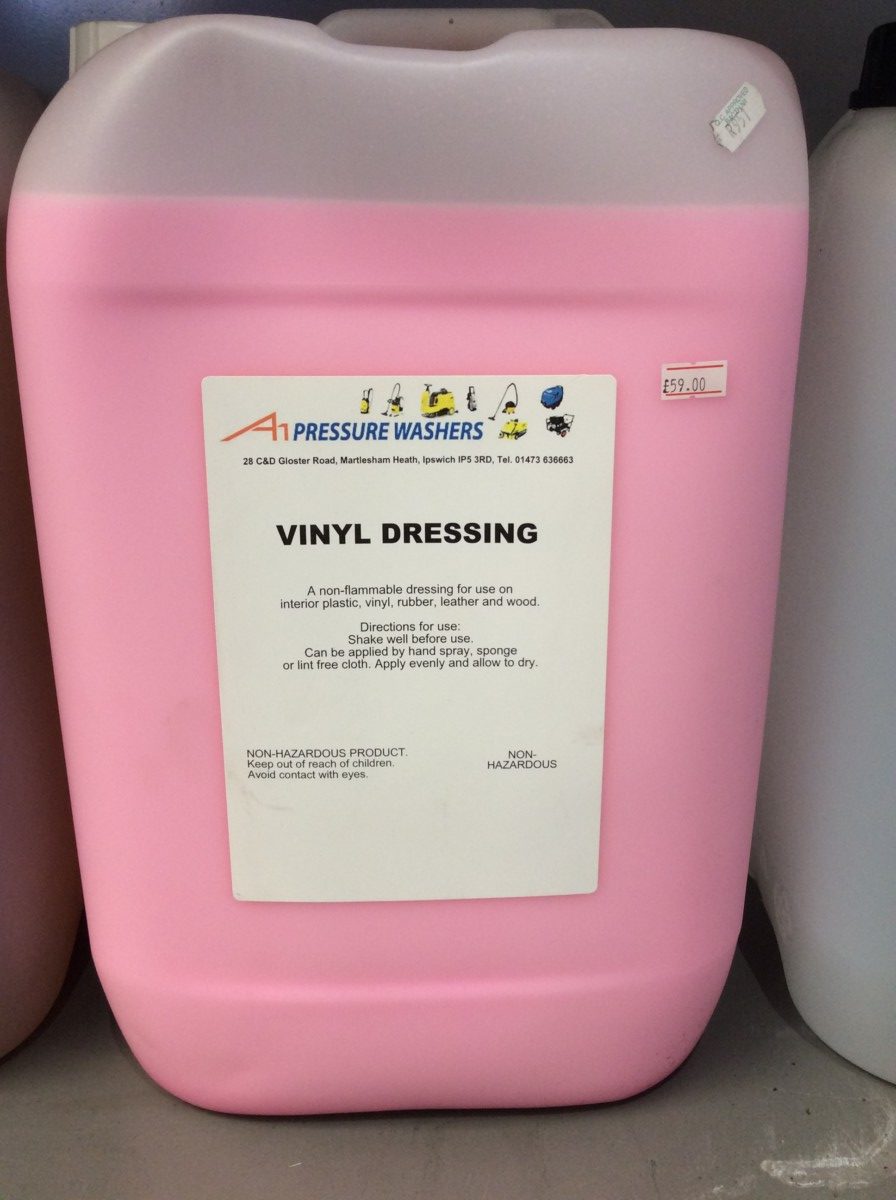 Q.C APPROVED
£59.00
A1 PRESSURE WASHERS
28 C&D Gloster Road, Martlesham Heath, Ipswich IP5 3RD, Tel. 01473 636663
VINYL DRESSING
A non-flammable dressing for use on
interior plastic, vinyl, rubber, leather and wood.
Directions for use:
Shake well before use.
Can be applied by hand spray, sponge
or lint free cloth. Apply evenly and allow to dry.
NON-HAZARDOUS PRODUCT.
Keep out of reach of children.
Avoid contact with eyes.
NON-
HAZARDOUS